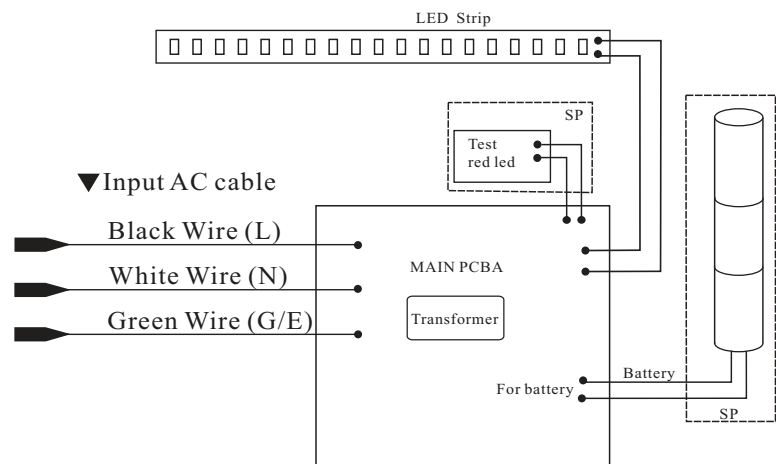 LED Strip
SP
Test
red led
▼Input AC cable
Black Wire (L)
White Wire (N)
Green Wire (G/E)
MAIN PCBA
Transformer
Battery
For battery
SP